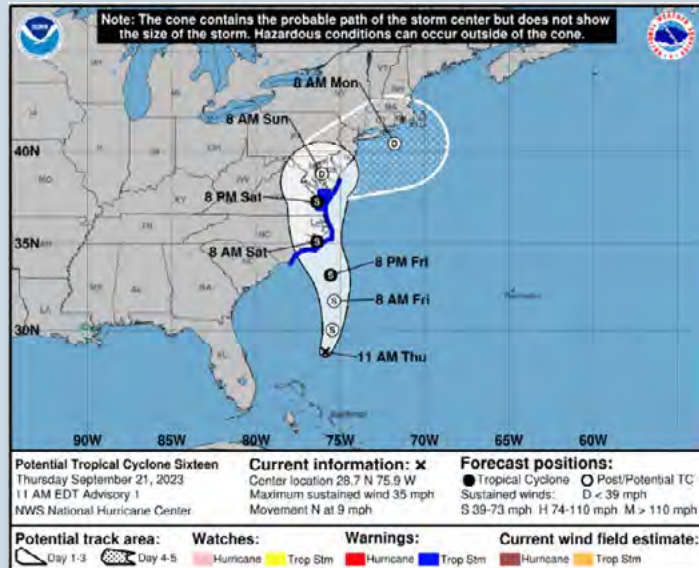 Note: The cone contains the probable path of the storm center but does not show
the size of the storm. Hazardous conditions can occur outside of the cone.
8 AM Mon
8 AM Sun
40N
8 PM Sat
35N
8 AM Sat
8 PM Fri
8 AM Fri
30N
11 AM Thu
90W 85W 80W 75W 70W 65W 60W
Potential Tropical Cyclone Sixteen
Thursday September 21, 2023
11 AM EDT Advisory 1
NWS National Hurricane Center
Current information: x
Center location 28.7 N 75.9 W
Maximum sustained wind 35 mph
Movement N at 9 mph
Forecast positions:
Tropical Cyclone Post/Potential TC
Sustained winds: D < 39 mph
S 39-73 mph H 74-110 mph M > 110 mph
Potential track area:
Day 1-3 Day 4-5
Watches:
Hurricane Trop Stm
Warnings:
Hurricane Trop Stm
Current wind field estimate:
Hurricane Trop Stm